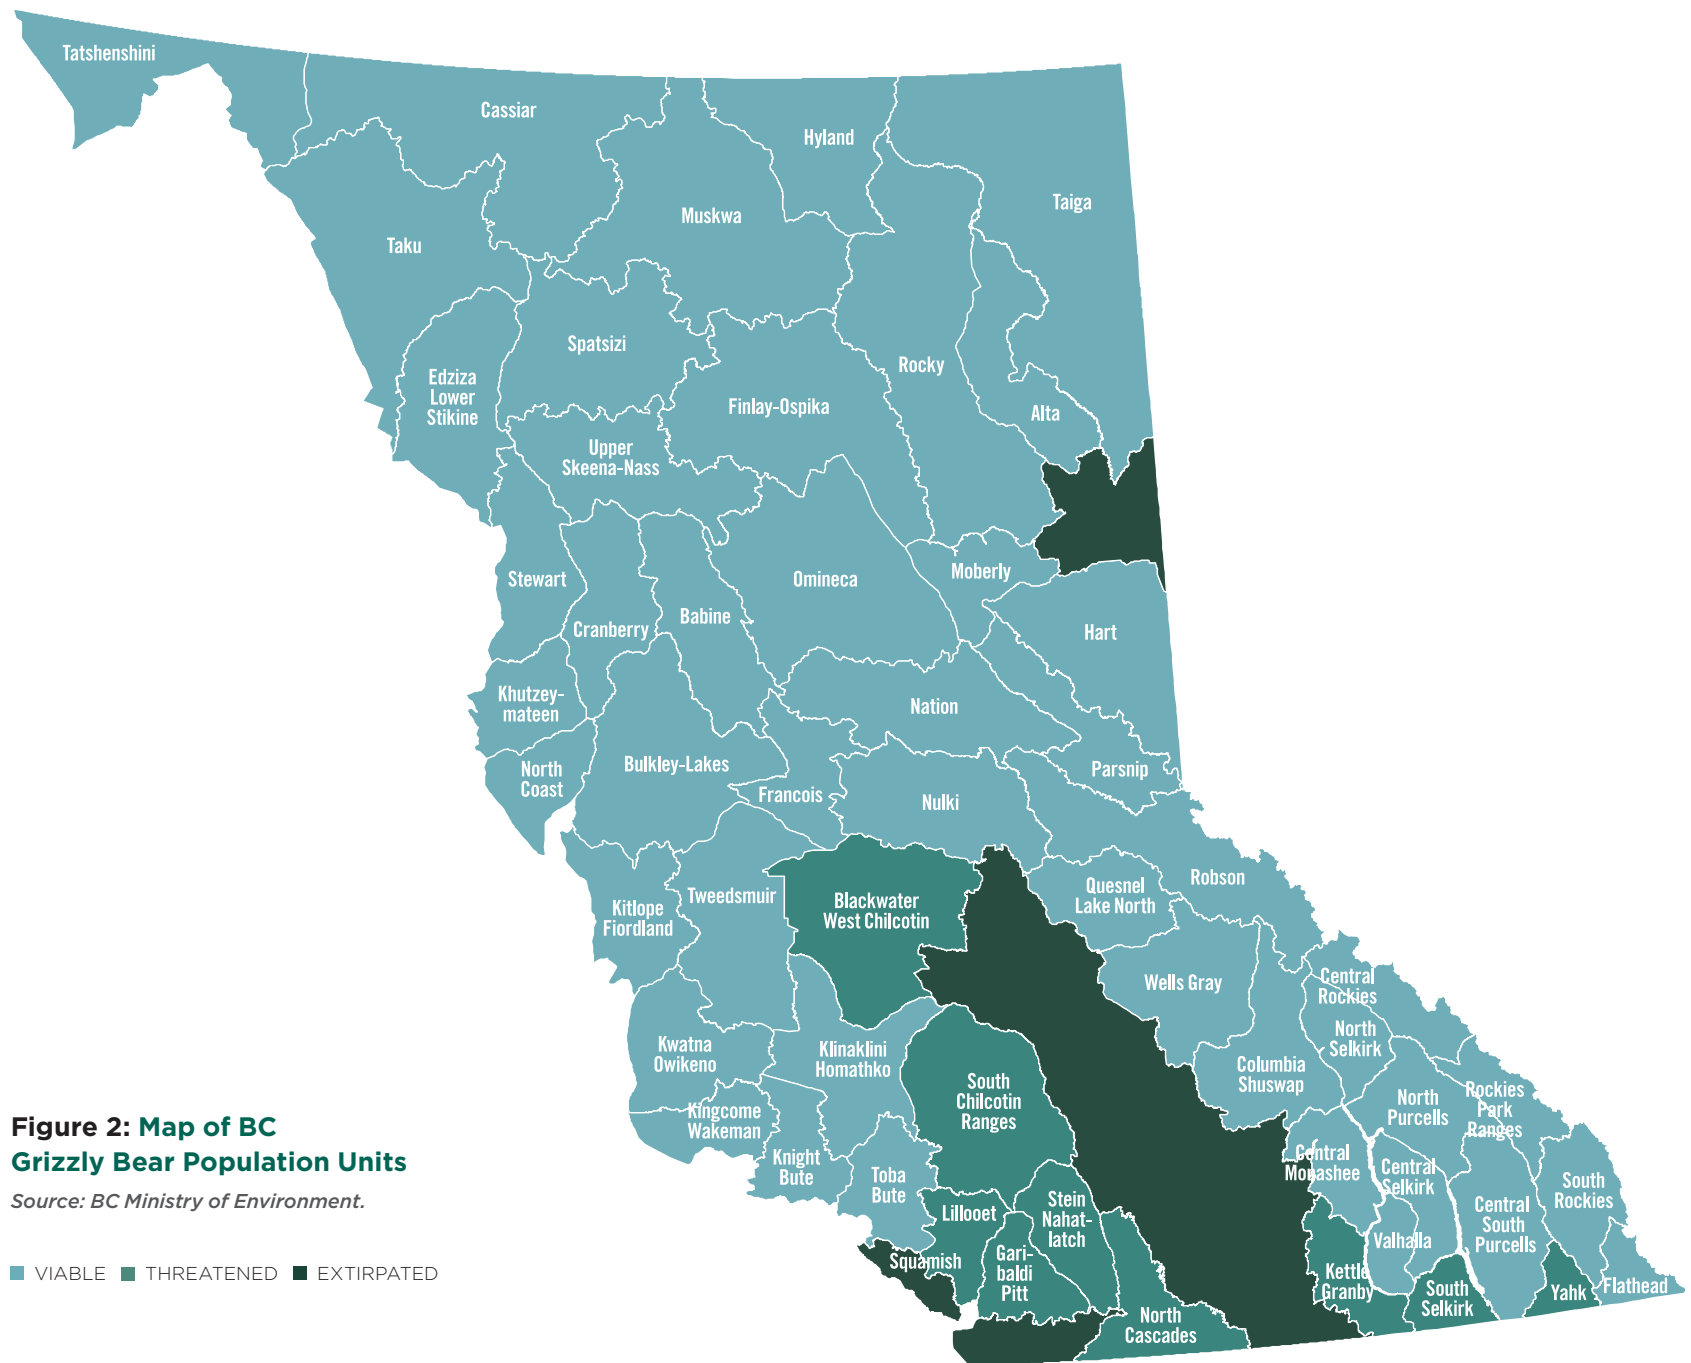 Tatshenshini
Cassiar
Hyland
Taiga
Muskwa
Taku
Spatsizi
Rocky
Edziza
Lower
Stikine
Finlay-Ospika
Alta
Upper
Skeena-Nass
Stewart
Omineca
Moberly
Babine
Cranberry
Hart
Khutzey-
mateen
Nation
Bulkley-Lakes
Parsnip
North
Coast
Francois
Nulki
Robson
Quesnel
Lake North
Tweedsmuir
Blackwater
West Chilcotin
Kitlope
Fiordland
Wells Gray
Central
Rockies
North
Selkirk
Kwatna
Owikeno
Klinaklini
Homathko
Columbia
Shuswap
South
Chilcotin
Ranges
North
Purcells
Rockies
Park
Ranges
Kingcome
Wakeman
Knight
Bute
Toba
Bute
Central
Monashee
Central
Selkirk
South
Rockies
Lillooet
Stein
Nahat-
latch
Central
South
Purcells
Valhalla
Squamish
Gari-
baldi
Pitt
Kettle
Granby
South
Selkirk
Yahk
Flathead
North
Cascades
Figure 2: Map of BC
Grizzly Bear Population Units
Source: BC Ministry of Environment.
VIABLE THREATENED EXTIRPATED